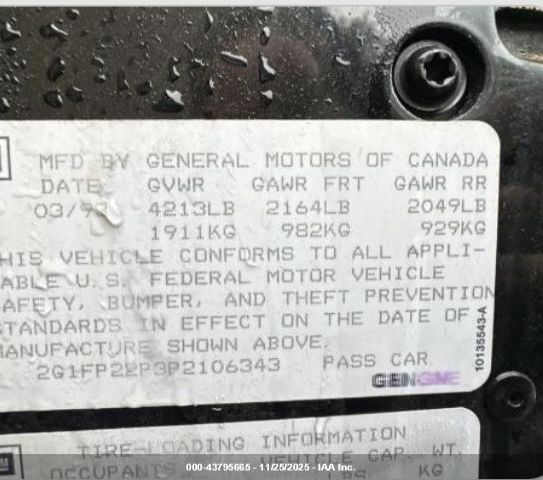 MFD BY GENERAL MOTORS OF CANADA
DATE GVWR GAWR FRT GAWR RR
4213LB 2164LB 2049LB
1911KG 982KG 929KG
HIS VEHICLE CONFORMS TO ALL APPLI-
ABLE U.S. FEDERAL MOTOR VEHICLE
AFETY, BUMPER, AND THEFT PREVENTION
TANDARDS IN EFFECT ON THE DATE OF
ANUFACTURE SHOWN ABOVE.
2G1FP22P3P2106343 PASS CAR
10135543-A
TIRE-LOADING INFORMATION
OCCUPANTS VEHICLE CAP. WT.
KG
000-43795665 - 11/25/2025 - IAA Inc.